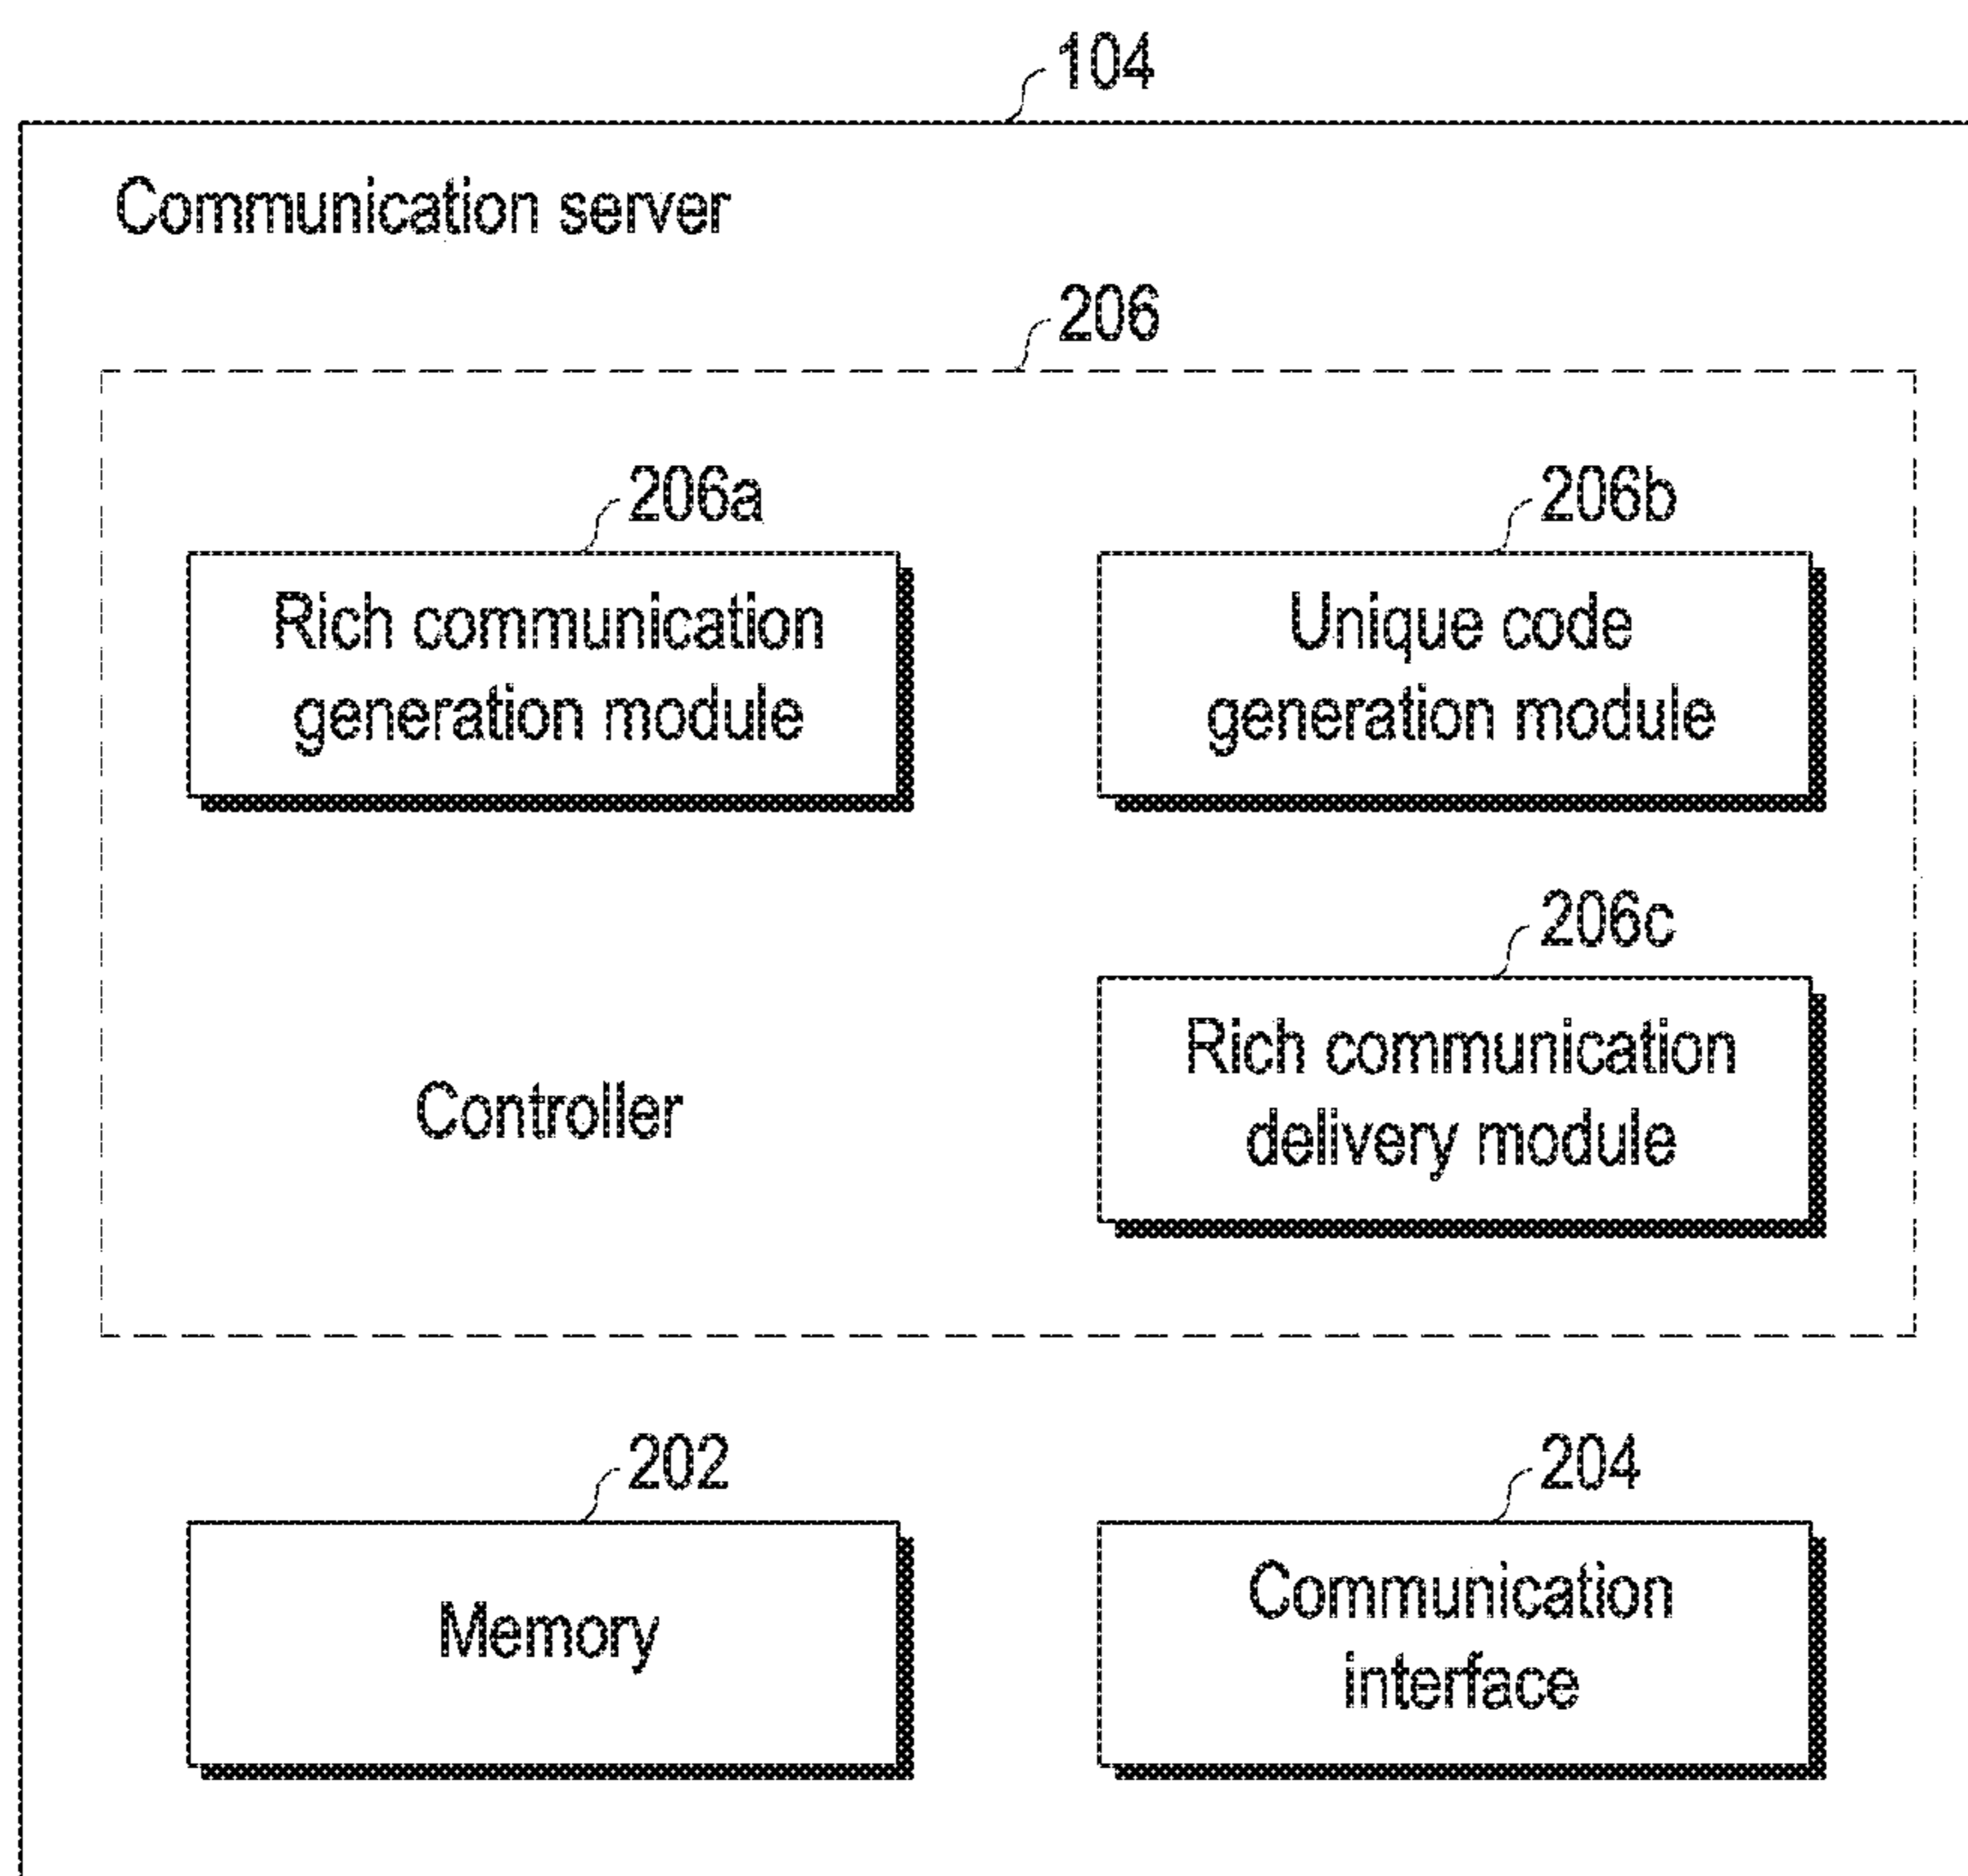 104
Communication server
206
206a
Rich communication
generation module
206b
Unique code
generation module
206c
Rich communication
delivery module
Controller
202
Memory
204
Communication
interface